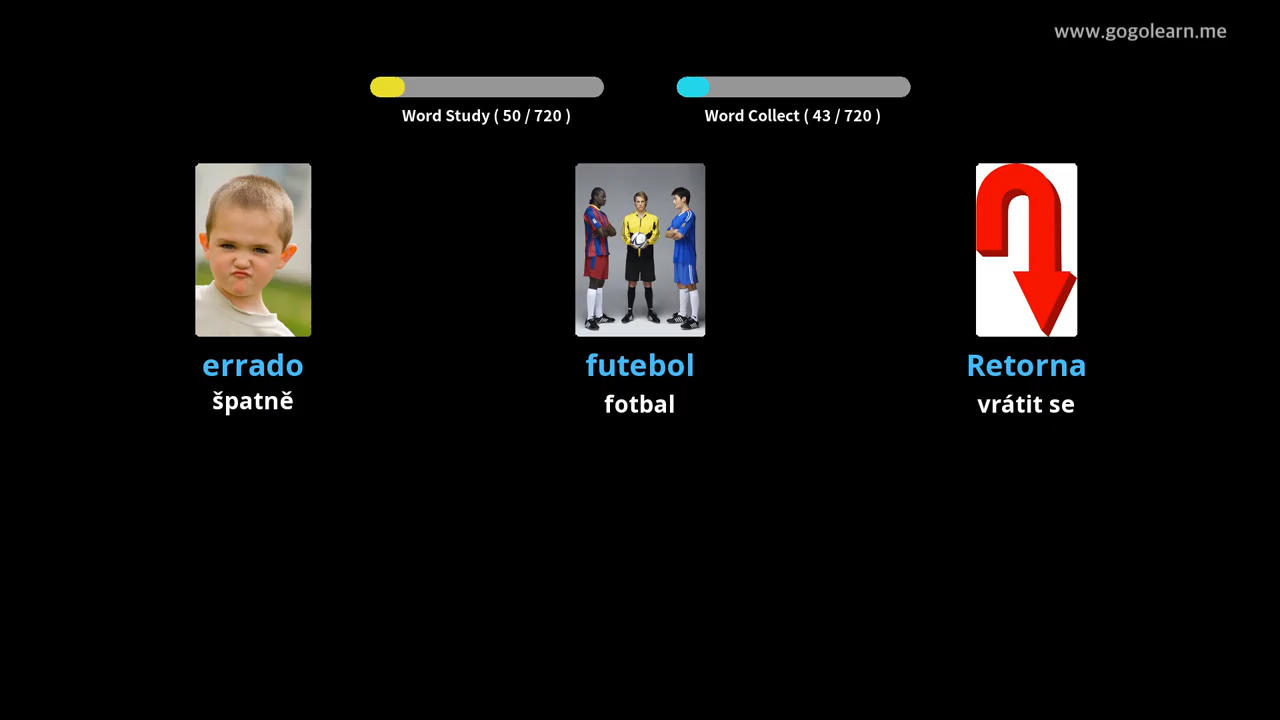 www.gogolearn.me
Word Study ( 50 / 720 )
Word Collect ( 43 / 720 )
errado
futebol
Retorna
špatně
fotbal
vrátit se